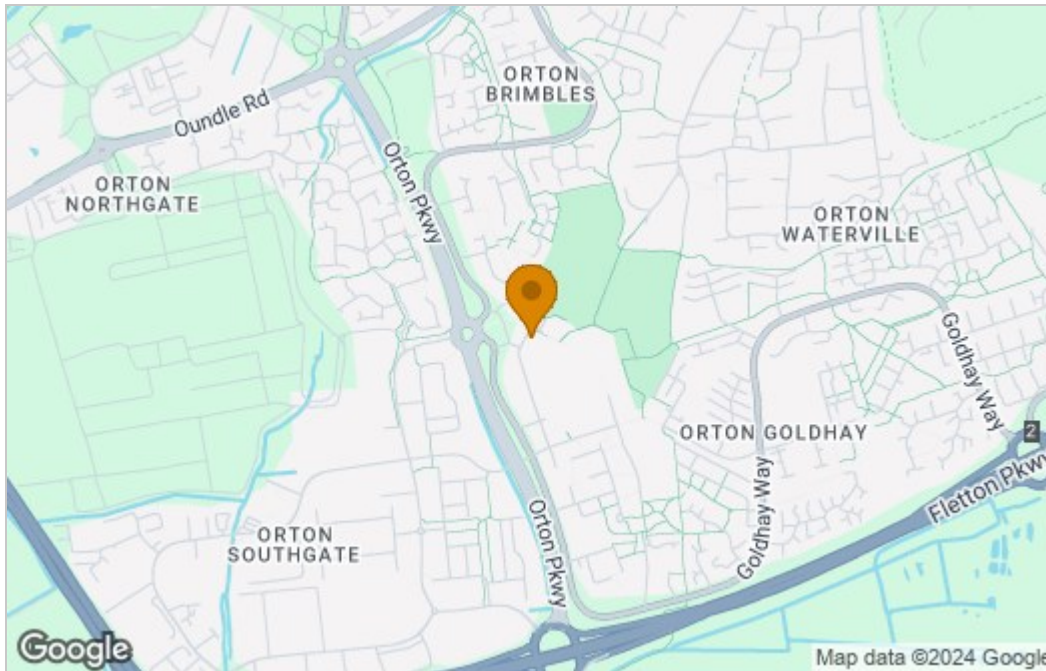 ORTON
BRIMBLES
Oundle Rd
Orton Pkwy
ORTON
NORTHGATE
ORTON
WATERVILLE
Goldhay Way
ORTON GOLDHAY
2
Fletton Pkwy
Goldhay Way
Orton Pkwy
ORTON
SOUTHGATE
Google
Map data ©2024 Google